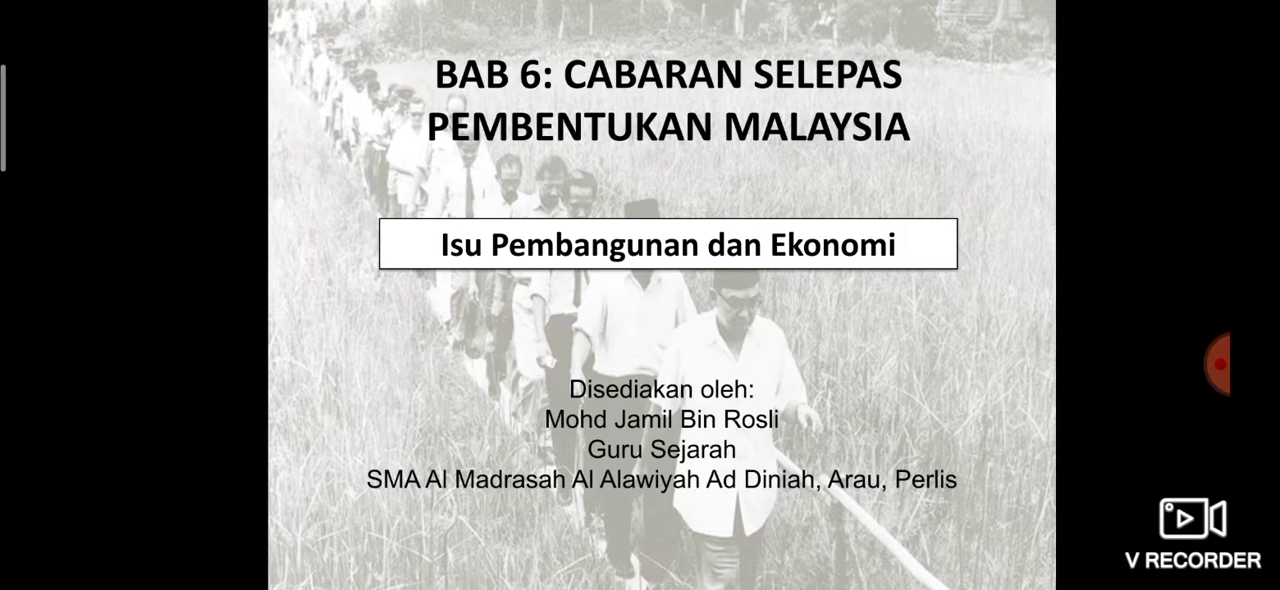 BAB 6: CABARAN SELEPAS
PEMBENTUKAN MALAYSIA
Isu Pembangunan dan Ekonomi
Disediakan oleh:
Mohd Jamil Bin Rosli
Guru Sejarah
SMA Al Madrasah Al Alawiyah Ad Diniah, Arau, Perlis
V RECORDER